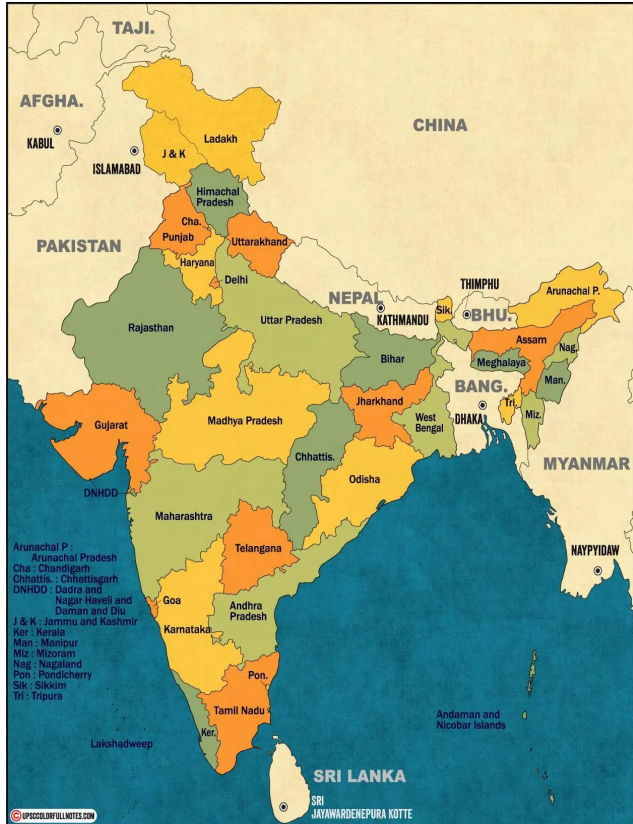 TAJI.
AFGHA.
KABUL
ISLAMABAD
J & K
Ladakh
CHINA
Himachal
Pradesh
Cha.
Punjab
Uttarakhand
PAKISTAN
Haryana
Delhi
Rajasthan
Uttar Pradesh
NEPAL
KATHMANDU
Sik.
THIMPHU
BHU.
Arunachal P.
Assam
Nag.
Meghalaya
Man.
Bihar
BANG.
DHAKA
Tri.
Miz.
MYANMAR
NAYPYIDAW
Gujarat
Madhya Pradesh
Jharkhand
West
Bengal
Chhattis.
Odisha
DNHDD
Maharashtra
Telangana
Goa
Karnataka
Andhra
Pradesh
Pon.
Tamil Nadu
Ker.
Arunachal P :
Arunachal Pradesh
Cha : Chandigarh
Chhattis. : Chhattisgarh
DNHDD : Dadra and
Nagar Haveli and
Daman and Diu
J & K : Jammu and Kashmir
Ker : Kerala
Man : Manipur
Miz : Mizoram
Nag : Nagaland
Pon : Pondicherry
Sik : Sikkim
Tri : Tripura
Lakshadweep
Andaman and
Nicobar Islands
SRI LANKA
SRI
JAYAWARDENEPURA KOTTE
© UPSCCOLORFULLNOTES.COM